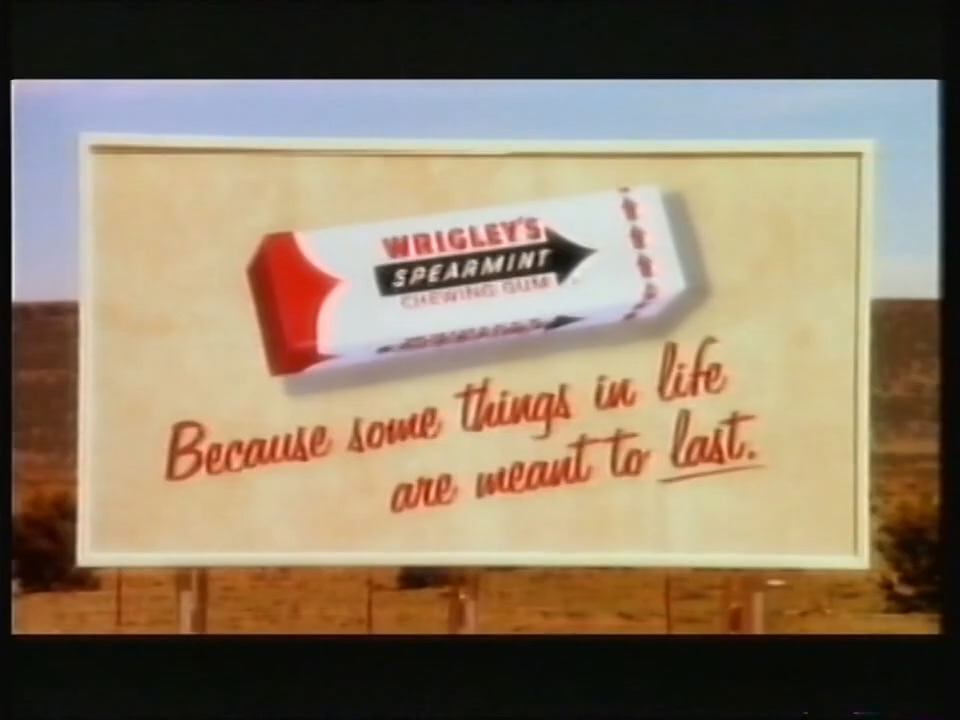 WRIGLEY'S
SPEARMINT
CHEWING GUM
Because some things in life
are meant to last.